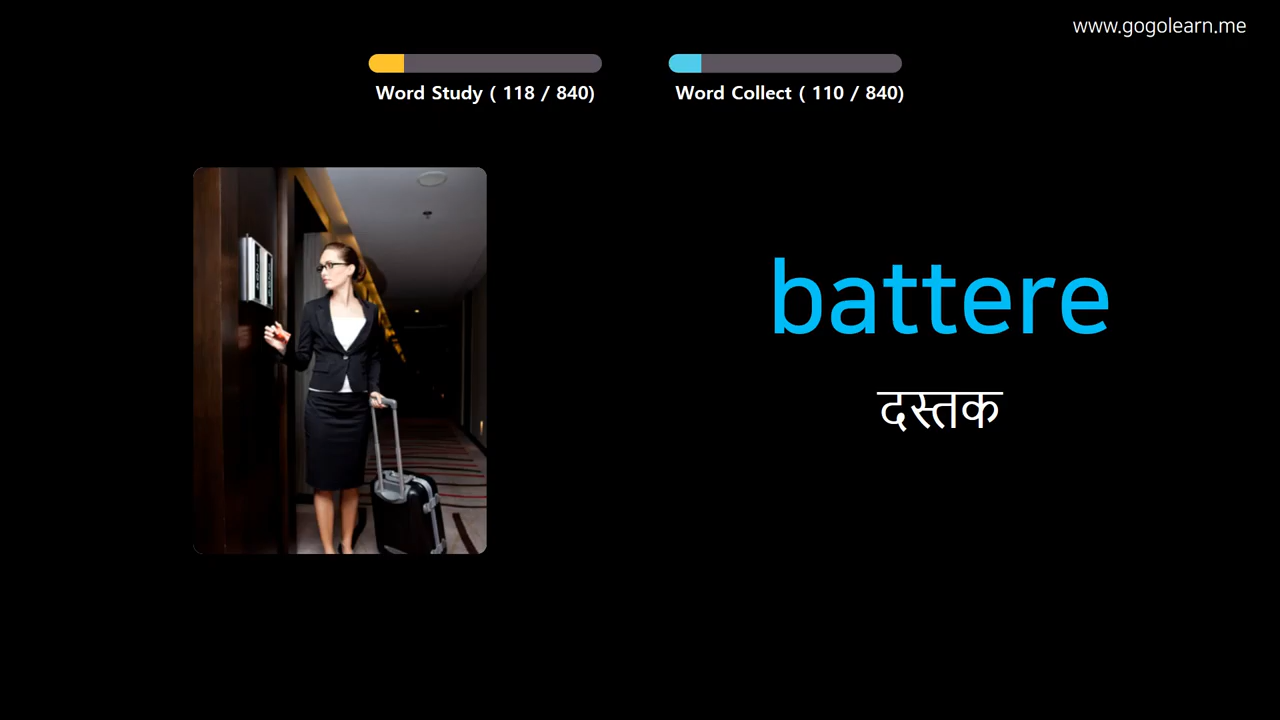 www.gogolearn.me
Word Study ( 118 / 840)
Word Collect ( 110 / 840)
battere
दस्तक